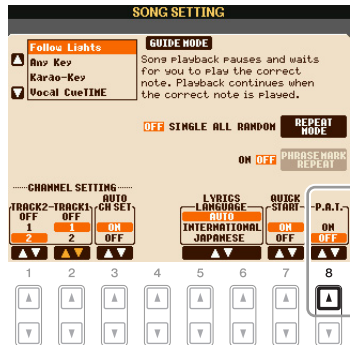 SONG SETTING
Follow Lights
Any Key
Karao-Key
Vocal CueTIME
GUIDE MODE
Song playback pauses and waits
for you to play the correct
note. Playback continues when
the correct note is played.
OFF SINGLE ALL RANDOM
REPEAT
MODE
ON OFF
PHRASE MARK
REPEAT
CHANNEL SETTING
TRACK2
OFF
1
2
TRACK1
OFF
1
2
AUTO
CH SET
ON
OFF
LYRICS
LANGUAGE
AUTO
INTERNATIONAL
JAPANESE
QUICK
START
ON
OFF
P.A.T.
ON
OFF
1 2 3 4 5 6 7 8